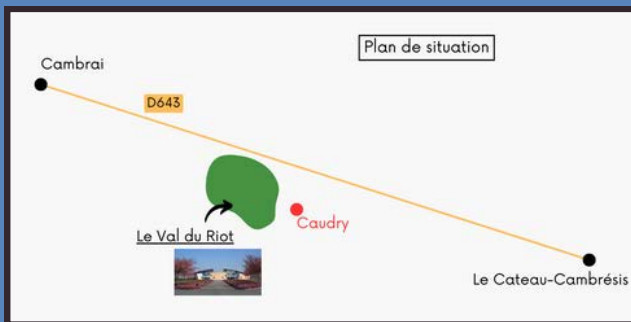 Plan de situation
Cambrai
D643
Le Val du Riot
Caudry
Le Cateau-Cambrésis